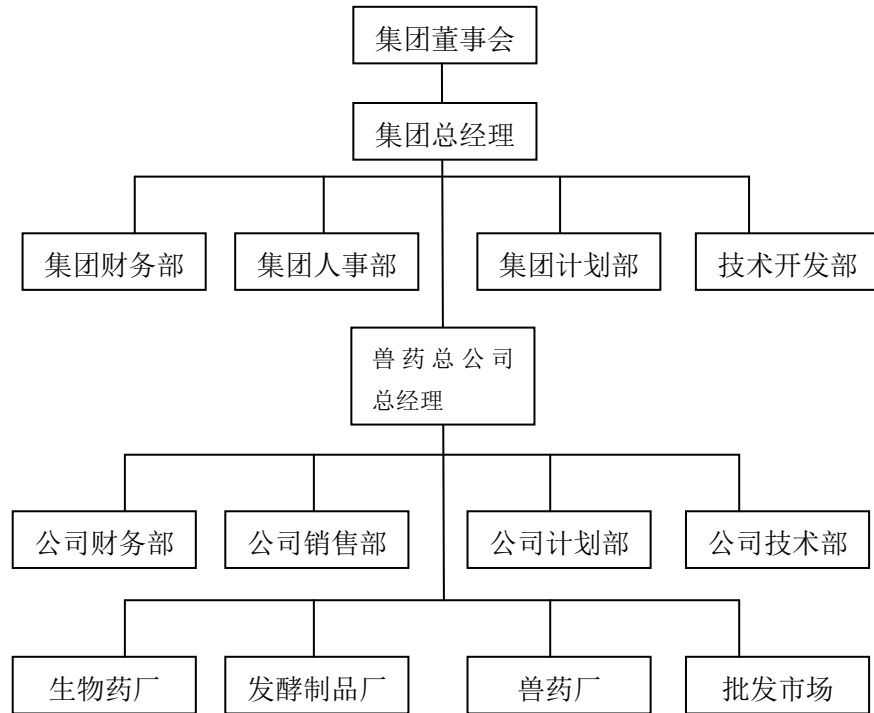 集团董事会
集团总经理
集团财务部
集团人事部
集团计划部
技术开发部
兽药总公司
总经理
公司财务部
公司销售部
公司计划部
公司技术部
生物药厂
发酵制品厂
兽药厂
批发市场